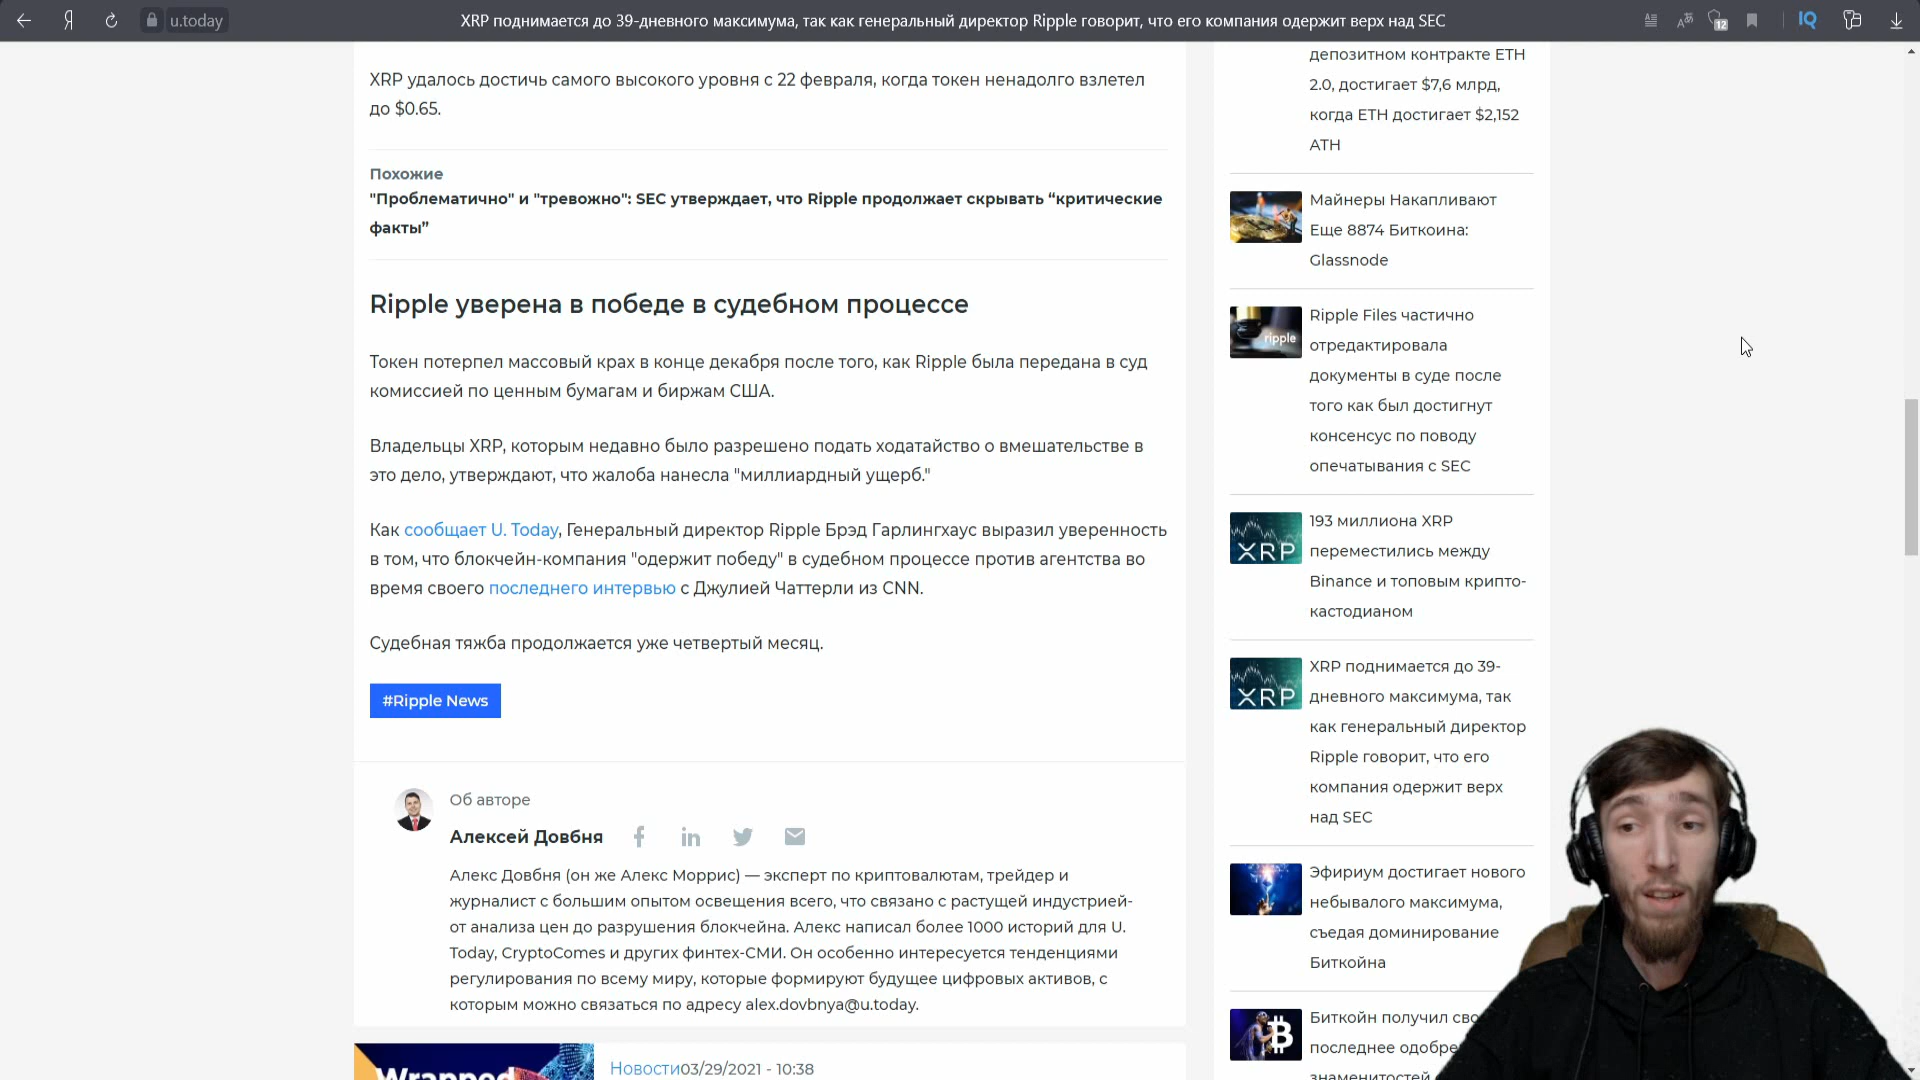 u.today
XRP поднимается до 39-дневного максимума, так как генеральный директор Ripple говорит, что его компания одержит верх над SEC
12
IQ
XRP удалось достичь самого высокого уровня с 22 февраля, когда токен ненадолго взлетел
до $0.65.
Похожие
"Проблематично" и "тревожно": SEC утверждает, что Ripple продолжает скрывать “критические
факты”
Ripple уверена в победе в судебном процессе
Токен потерпел массовый крах в конце декабря после того, как Ripple была передана в суд
комиссией по ценным бумагам и биржам США.
Владельцы XRP, которым недавно было разрешено подать ходатайство о вмешательстве в
это дело, утверждают, что жалоба нанесла "миллиардный ущерб."
Как сообщает U. Today, Генеральный директор Ripple Брэд Гарлингхаус выразил уверенность
в том, что блокчейн-компания "одержит победу" в судебном процессе против агентства во
время своего последнего интервью с Джулией Чаттерли из CNN.
Судебная тяжба продолжается уже четвертый месяц.
#Ripple News
Об авторе
Алексей Довбня
Алекс Довбня (он же Алекс Моррис) — эксперт по криптовалютам, трейдер и
журналист с большим опытом освещения всего, что связано с растущей индустрией-
от анализа цен до разрушения блокчейна. Алекс написал более 1000 историй для U.
Today, CryptoComes и других финтех-СМИ. Он особенно интересуется тенденциями
регулирования по всему миру, которые формируют будущее цифровых активов, с
которым можно связаться по адресу alex.dovbnya@u.today.
Wrapped
Новости03/29/2021 - 10:38
депозитном контракте ETH
2.0, достигает $7,6 млрд,
когда ETH достигает $2,152
ATH
Майнеры Накапливают
Еще 8874 Биткоина:
Glassnode
ripple
Ripple Files частично
отредактировала
документы в суде после
того как был достигнут
консенсус по поводу
опечатывания с SEC
XRP
193 миллиона XRP
переместились между
Binance и топовым крипто-
кастодианом
XRP
XRP поднимается до 39-
дневного максимума, так
как генеральный директор
Ripple говорит, что его
компания одержит верх
над SEC
Эфириум достигает нового
небывалого максимума,
съедая доминирование
Биткойна
Биткойн получил
последнее
знаменитостей